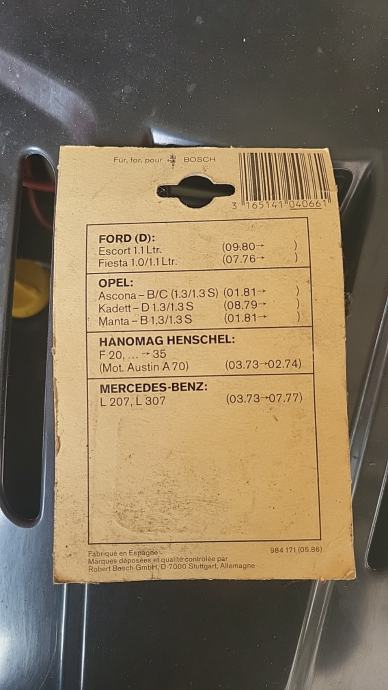 Für, for, pour BOSCH
3 165141 040661
FORD (D):
Escort 1.1 Ltr. (09.80→ )
Fiesta 1.0/1.1 Ltr. (07.76→ )
OPEL:
Ascona – B/C (1.3/1.3 S) (01.81→ )
Kadett – D 1.3/1.3 S (08.79→ )
Manta – B 1.3/1.3 S (01.81→ )
HANOMAG HENSCHEL:
F 20, ... → 35
(Mot. Austin A 70) (03.73→02.74)
MERCEDES-BENZ:
L 207, L 307 (03.73→07.77)
Fabriqué en Espagne 984 171 (05.86)
Marques déposées et qualité contrôlée par
Robert Bosch GmbH, D-7000 Stuttgart, Allemagne